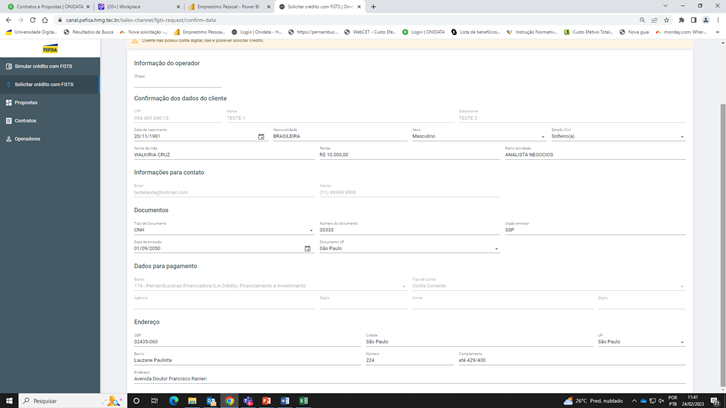 Contratos e Propostas | ONIDATA
(20+) Workplace
Emprestimo Pessoal - Power BI
Solicitar crédito com FGTS | Oni
canal.pefisa.hmg.tec.br/sales-channel/fgts-request/confirm-data
Universidade Digital...
Resultados de Busca
Novo Chat
Emprestimo Pessoal...
Login | Onidata - H...
https://pernambuc...
WebCET - Custo Efe...
Login | ONIDATA
Lista de benefícios...
Instrução Normativ...
Custo Efetivo Total...
Nova guia
monday.com: Wher...
PEFISA
Cliente não possui conta digital, não é possível solicitar crédito.
Simular crédito com FGTS
Solicitar crédito com FGTS
Propostas
Contratos
Operadores
Informação do operador
Confirmação dos dados do cliente
CPF
Nome
Sobrenome
094.409.660-15
TESTE 1
TESTE 2
Data de nascimento
Nacionalidade
Sexo
Estado Civil
20/11/1981
BRASILEIRA
Masculino
Solteiro(a)
Nome da mãe
Renda
Ramo atividade
WALKIRIA CRUZ
R$ 10.000,00
ANALISTA NEGOCIOS
Informações para contato
Email
Celular
testeteste@hotmail.com
(11) 99999 9999
Documentos
Tipo de Documento
Número do documento
Orgão emissor
CNH
33333
SSP
Data de emissão
Documento UF
01/09/2050
São Paulo
Dados para pagamento
Banco
Tipo de Conta
174 - Pernambucanas Financiadora S.A.Crédito, Financiamento e Investimento
Conta Corrente
Agência
Dígito
Conta
Dígito
Endereço
CEP
Cidade
UF
02435-060
São Paulo
São Paulo
Bairro
Número
Complemento
Lauzane Paulista
224
até 429/430
Endereço
Avenida Doutor Francisco Ranieri
Pesquisar
26°C Pred. nublado
POR
PTB
11:41
24/02/2023